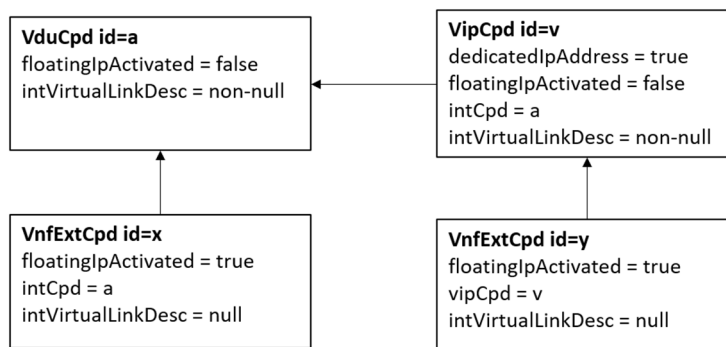 VduCpd id=a
floatingIpActivated = false
intVirtualLinkDesc = non-null
VipCpd id=v
dedicatedIpAddress = true
floatingIpActivated = false
intCpd = a
intVirtualLinkDesc = non-null
VnfExtCpd id=x
floatingIpActivated = true
intCpd = a
intVirtualLinkDesc = null
VnfExtCpd id=y
floatingIpActivated = true
vipCpd = v
intVirtualLinkDesc = null